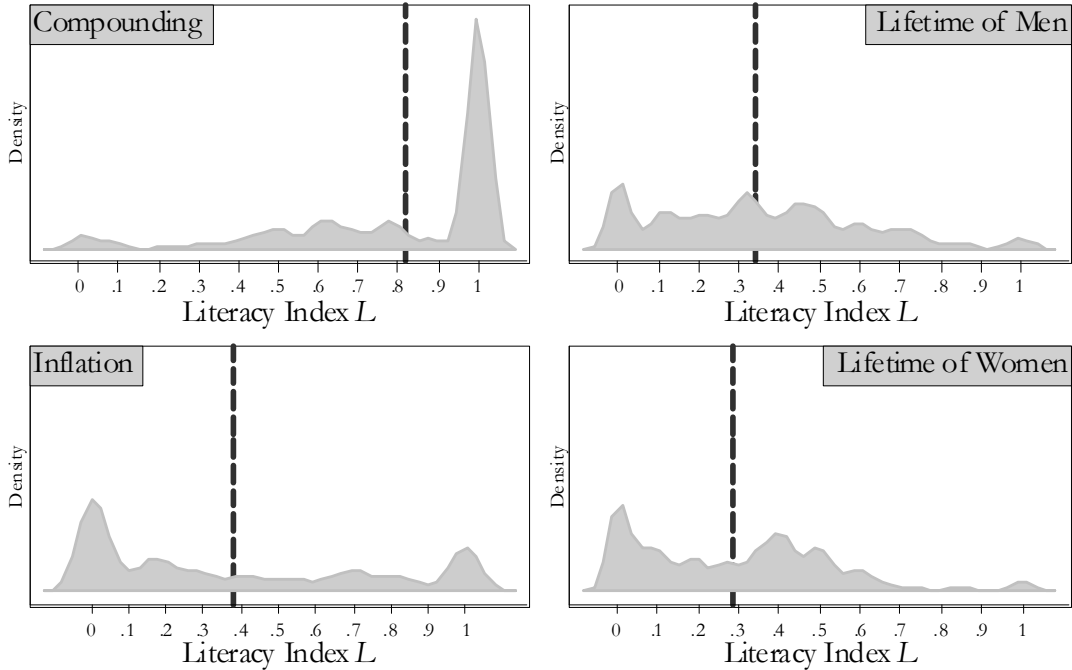 Compounding
Density
0 .1 .2 .3 .4 .5 .6 .7 .8 .9 1
Literacy Index L
Lifetime of Men
Density
0 .1 .2 .3 .4 .5 .6 .7 .8 .9 1
Literacy Index L
Inflation
Density
0 .1 .2 .3 .4 .5 .6 .7 .8 .9 1
Literacy Index L
Lifetime of Women
Density
0 .1 .2 .3 .4 .5 .6 .7 .8 .9 1
Literacy Index L